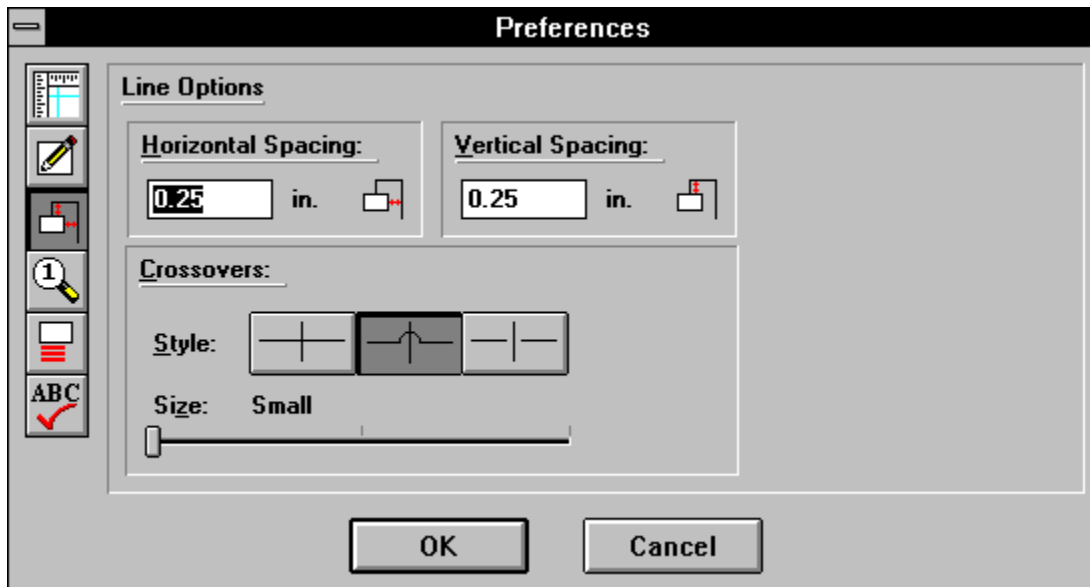 Preferences
Line Options
Horizontal Spacing: Vertical Spacing:
0.25 in. 0.25 in.
Crossovers:
1
Style:
ABC
Size: Small
OK Cancel